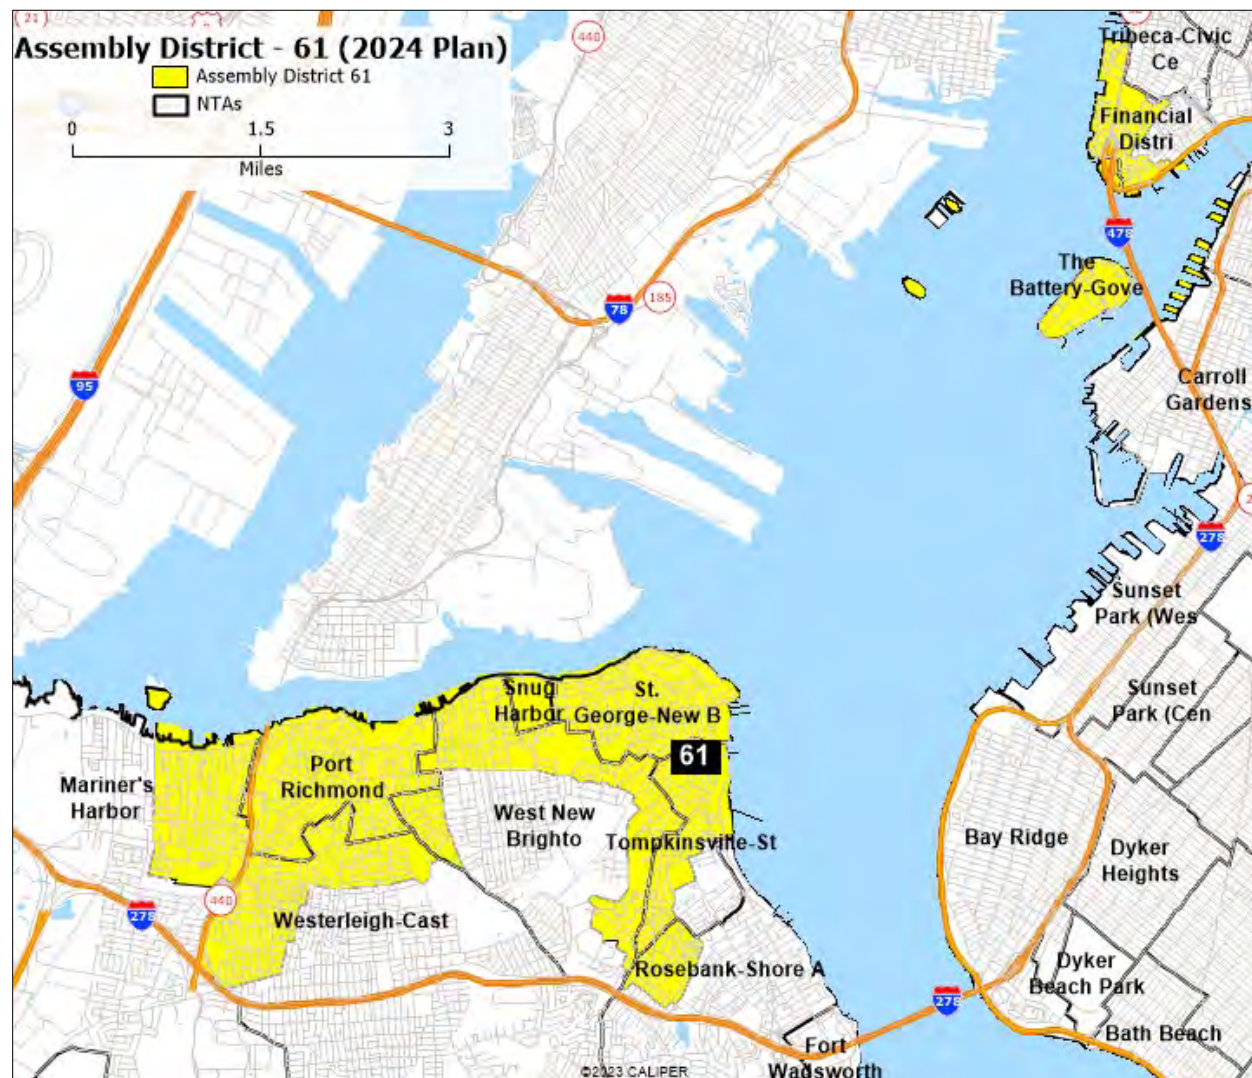 21
440
Assembly District - 61 (2024 Plan)
Assembly District 61
NTAs
0 1.5 3
Miles
Tribeca-Civic
Ce
Financial
Distri
478
The
Battery-Gove
78
185
95
Carroll
Gardens
278
Sunset
Park (Wes
Sunset
Park (Cen
Snug
Harbor
St.
George-New B
61
Port
Richmond
Mariner's
Harbor
West New
Brighto
Tompkinsville-St
Bay Ridge
Dyker
Heights
440
278
Westerleigh-Cast
Rosebank-Shore A
278
Dyker
Beach Park
Bath Beach
Fort
Wadsworth
©2023 CALIPER